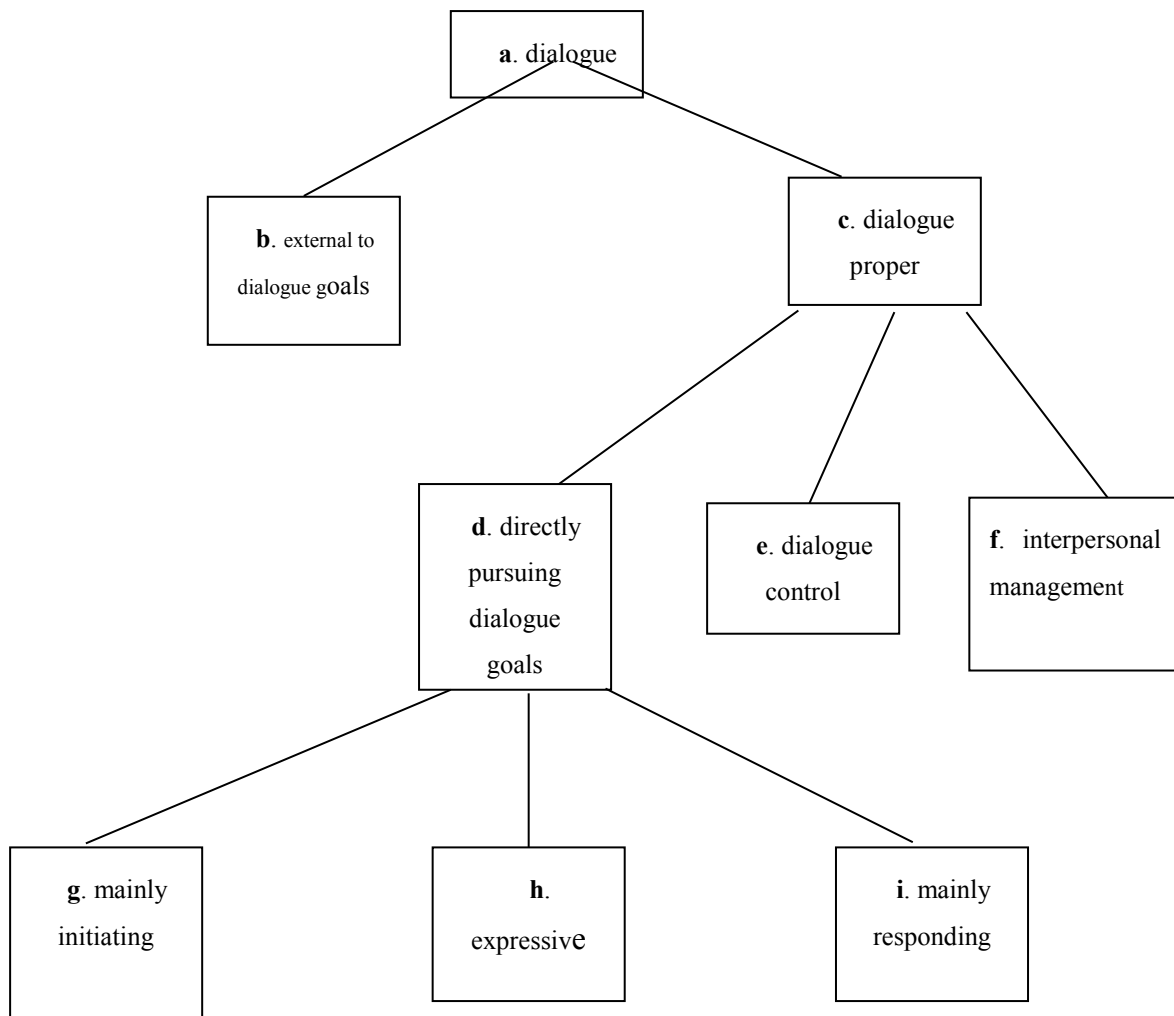 a. dialogue
b. external to
dialogue goals
c. dialogue
proper
d. directly
pursuing
dialogue
goals
e. dialogue
control
f. interpersonal
management
g. mainly
initiating
h.
expressive
i. mainly
responding